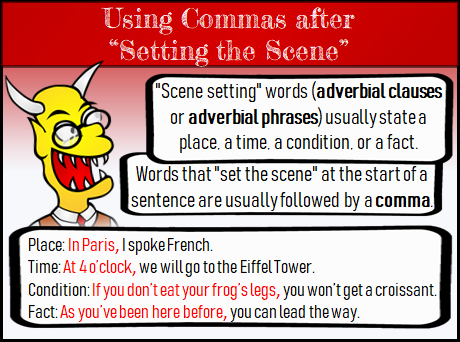 Using Commas after
“Setting the Scene”
"Scene setting" words (adverbial clauses
or adverbial phrases) usually state a
place, a time, a condition, or a fact.
Words that "set the scene" at the start of a
sentence are usually followed by a comma.
Place: In Paris, I spoke French.
Time: At 4 o'clock, we will go to the Eiffel Tower.
Condition: If you don't eat your frog's legs, you won't get a croissant.
Fact: As you've been here before, you can lead the way.